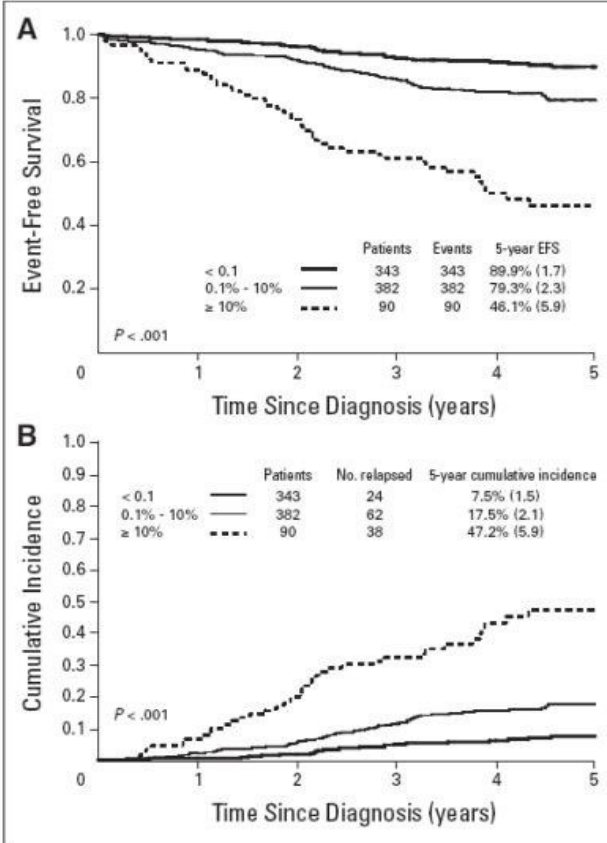 A
Event-Free Survival
1.0
0.8
0.6
0.4
0.2
Patients Events 5-year EFS
< 0.1 343 343 89.9% (1.7)
0.1% - 10% 382 382 79.3% (2.3)
≥ 10% 90 90 46.1% (5.9)
P < .001
0 1 2 3 4 5
Time Since Diagnosis (years)
B
Cumulative Incidence
1.0
0.9
0.8
0.7
0.6
0.5
0.4
0.3
0.2
0.1
Patients No. relapsed 5-year cumulative incidence
< 0.1 343 24 7.5% (1.5)
0.1% - 10% 382 62 17.5% (2.1)
≥ 10% 90 38 47.2% (5.9)
P < .001
0 1 2 3 4 5
Time Since Diagnosis (years)